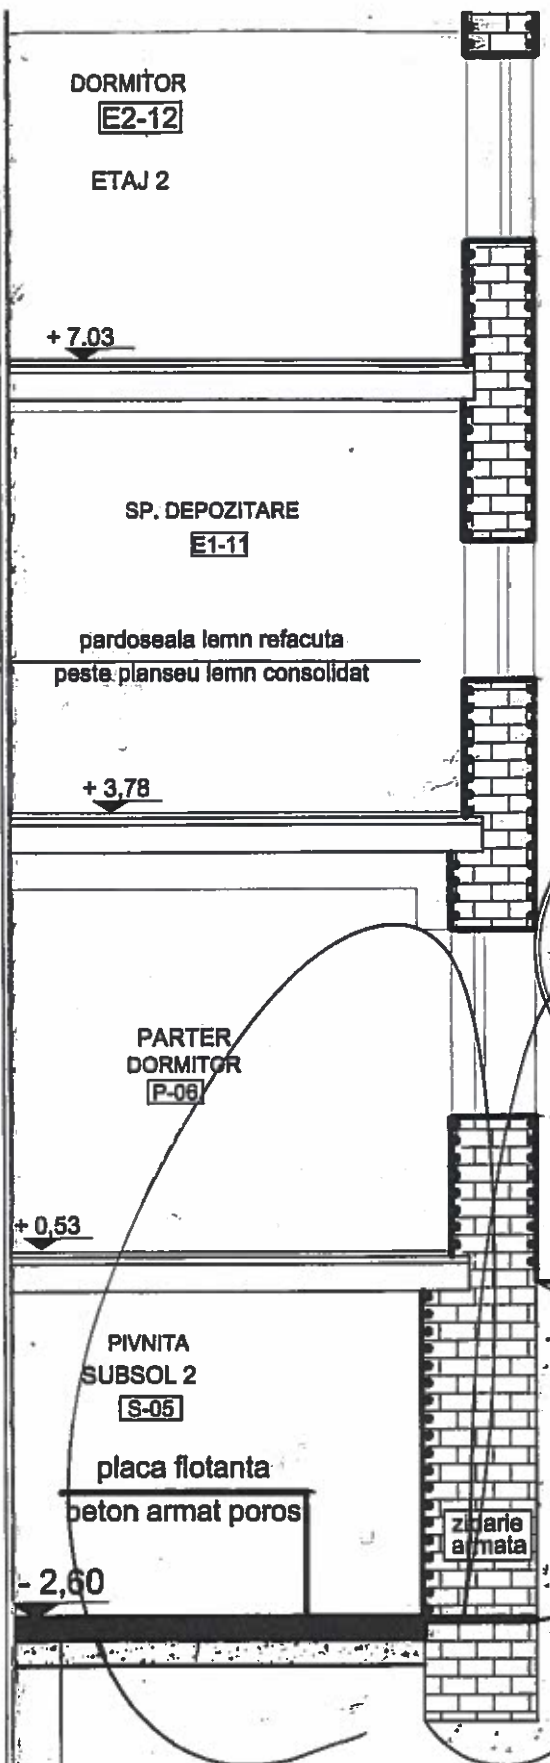 DORMITOR
E2-12
ETAJ 2
+ 7.03
SP. DEPOZITARE
E1-11
pardoseala lemn refacuta
peste planseu lemn consolidat
+ 3,78
PARTER
DORMITOR
P-06
+ 0,53
PIVNITA
SUBSOL 2
S-05
placa flotanta
beton armat poros
zidarie
armata
- 2,60